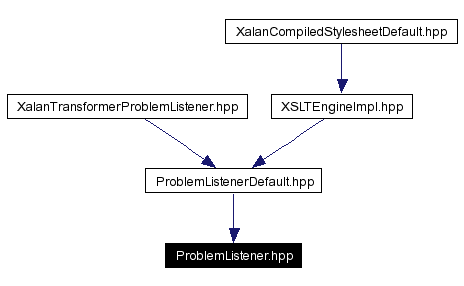 XalanCompiledStylesheetDefault.hpp
XalanTransformerProblemListener.hpp
XSLTEngineImpl.hpp
ProblemListenerDefault.hpp
ProblemListener.hpp